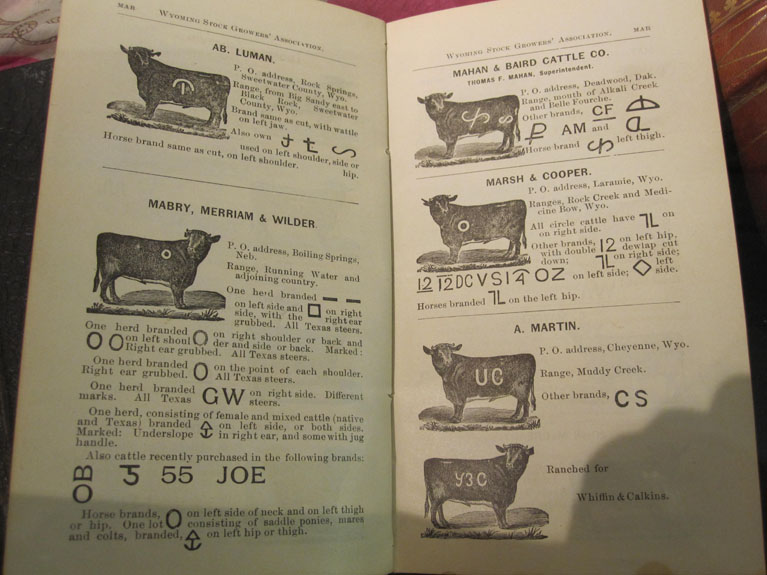 MAR
WYOMING STOCK GROWERS' ASSOCIATION.
AB. LUMAN.
P. O. address, Rock Springs,
Sweetwater County, Wyo.
Range, from Big Sandy east to
Black Rock, Sweetwater
County, Wyo.
Brand same as cut, with wattle
on left jaw.
Also own
used on left shoulder, side or
hip.
Horse brand same as cut, on left shoulder.
MABRY, MERRIAM & WILDER
P. O. address, Boiling Springs,
Neb.
Range, Running Water and
adjoining country.
One herd branded
on left side and on right
side, with the right ear
grubbed. All Texas steers.
One herd branded O on right shoulder or back and
O O on left shoul O der and side or back. Marked:
Right ear grubbed. All Texas steers.
One herd branded O on the point of each shoulder.
Right ear grubbed. All Texas steers.
One herd branded GW on right side. Different
marks. All Texas steers.
One herd, consisting of female and mixed cattle (native
and Texas) branded on left side, or both sides.
Marked: Underslope in right ear, and some with jug
handle.
Also cattle recently purchased in the following brands:
OB 55 JOE
Horse brands, O on left side of neck and on left thigh
or hip. One lot O consisting of saddle ponies, mares
and colts, branded, on left hip or thigh.
WYOMING STOCK GROWERS' ASSOCIATION.
MAR
MAHAN & BAIRD CATTLE CO.
THOMAS F. MAHAN, Superintendent.
P. O. address, Deadwood, Dak.
Range, mouth of Alkali Creek
and Belle Fourche.
Other brands, CF
AM and
Horse brand left thigh.
MARSH & COOPER.
P. O. address, Laramie, Wyo.
Ranges, Rock Creek and Medi-
cine Bow, Wyo.
All circle cattle have on
on right side.
Other brands, 12 on left hip,
with double dewlap cut
down; on right side;
12 12 DC V S OZ on left side; left
side.
Horses branded on the left hip.
A. MARTIN.
UC
P. O. address, Cheyenne, Wyo.
Range, Muddy Creek.
Other brands, CS
Y3C
Ranched for
Whiffin & Calkins.